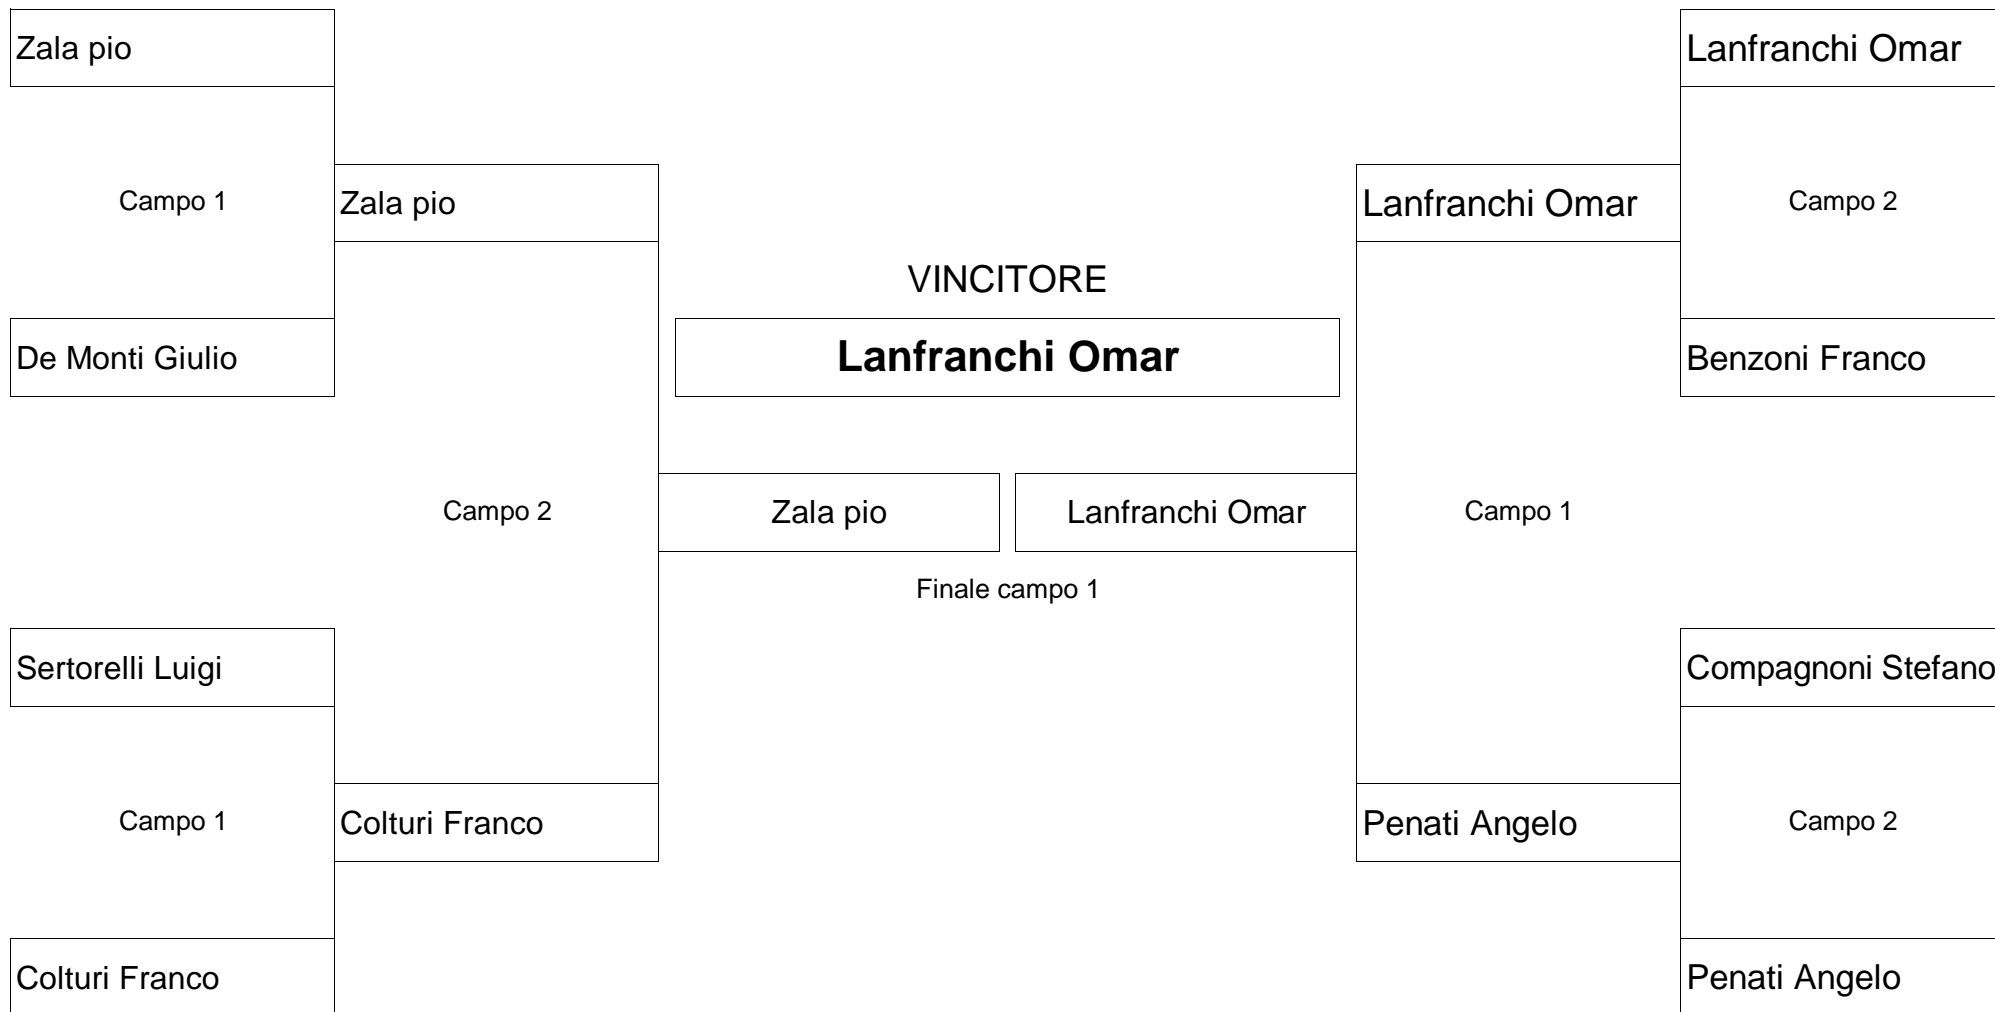 Zala pio
Lanfranchi Omar
Campo 1
Zala pio
Lanfranchi Omar
Campo 2
VINCITORE
De Monti Giulio
Lanfranchi Omar
Benzoni Franco
Campo 2
Zala pio
Lanfranchi Omar
Campo 1
Finale campo 1
Sertorelli Luigi
Compagnoni Stefano
Campo 1
Colturi Franco
Penati Angelo
Campo 2
Colturi Franco
Penati Angelo